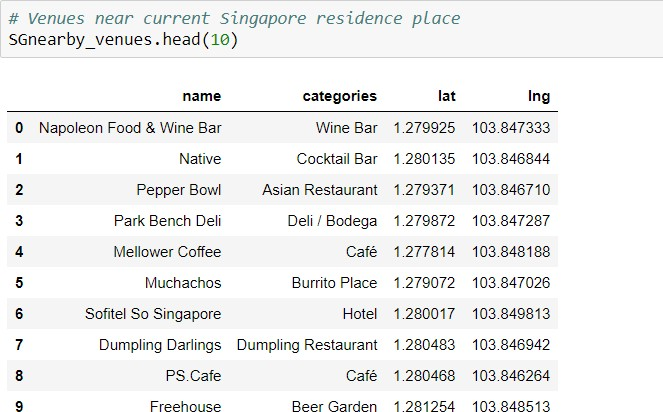 # Venues near current Singapore residence place
SGnearby_venues.head(10)
name categories lat lng
0 Napoleon Food & Wine Bar Wine Bar 1.279925 103.847333
1 Native Cocktail Bar 1.280135 103.846844
2 Pepper Bowl Asian Restaurant 1.279371 103.846710
3 Park Bench Deli Deli / Bodega 1.279872 103.847287
4 Mellower Coffee Café 1.277814 103.848188
5 Muchachos Burrito Place 1.279072 103.847026
6 Sofitel So Singapore Hotel 1.280017 103.849813
7 Dumpling Darlings Dumpling Restaurant 1.280483 103.846942
8 PS.Cafe Café 1.280468 103.846264
9 Freehouse Beer Garden 1.281254 103.848513